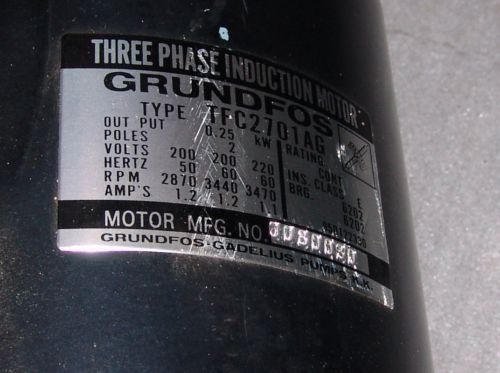 THREE PHASE INDUCTION MOTOR
GRUNDFOS
TYPE TFC2701AG
OUT PUT 0.25 kW RATING CONT
POLES 2 INS. CLASS E
VOLTS 200 200 220 BRG. 6202
HERTZ 50 60 60 6202
RPM 2870 3440 3470
AMP'S 1.2 1.2 1.1
MOTOR MFG. NO.
GRUNDFOS-GADELIUS PUMPS K.K.